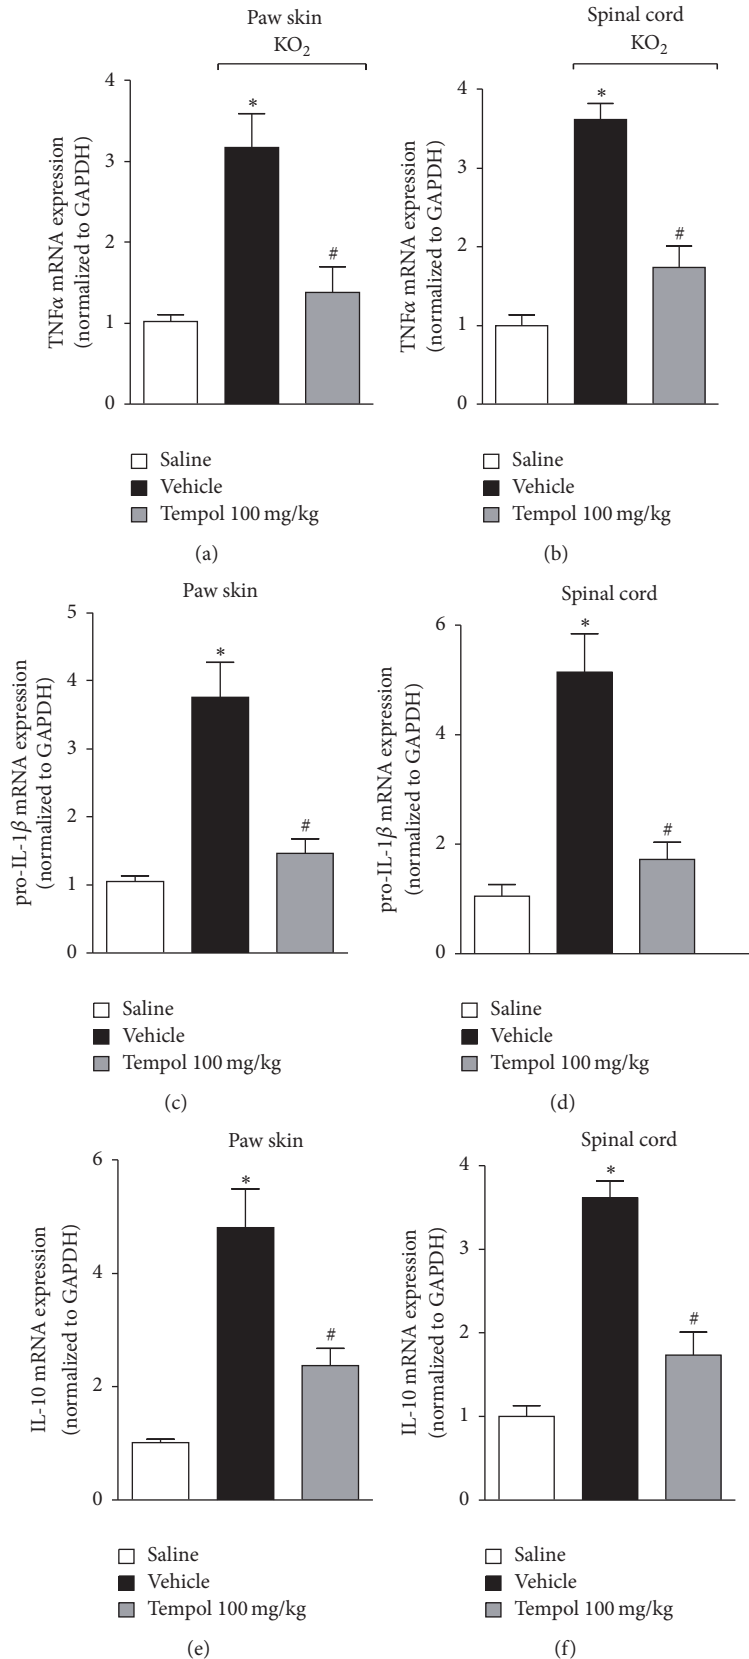 Paw skin
KO2
TNFα mRNA expression
(normalized to GAPDH)
4
3
2
1
0
*
#
Saline
Vehicle
Tempol 100 mg/kg
(a)
Spinal cord
KO2
TNFα mRNA expression
(normalized to GAPDH)
4
3
2
1
0
*
#
Saline
Vehicle
Tempol 100 mg/kg
(b)
Paw skin
pro-IL-1β mRNA expression
(normalized to GAPDH)
5
4
3
2
1
0
*
#
Saline
Vehicle
Tempol 100 mg/kg
(c)
Spinal cord
pro-IL-1β mRNA expression
(normalized to GAPDH)
6
4
2
0
*
#
Saline
Vehicle
Tempol 100 mg/kg
(d)
Paw skin
IL-10 mRNA expression
(normalized to GAPDH)
6
4
2
0
*
#
Saline
Vehicle
Tempol 100 mg/kg
(e)
Spinal cord
IL-10 mRNA expression
(normalized to GAPDH)
4
3
2
1
0
*
#
Saline
Vehicle
Tempol 100 mg/kg
(f)